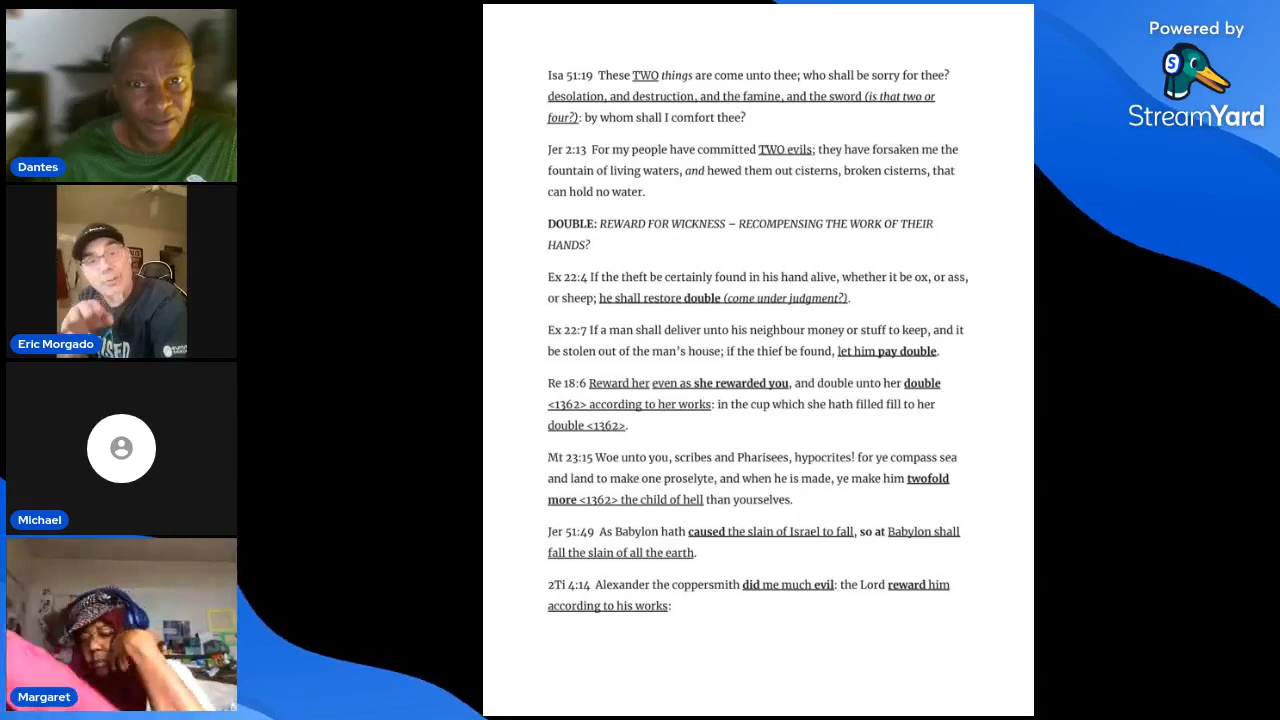 Dantes
Eric Morgado
Michael
Margaret
Isa 51:19 These TWO things are come unto thee; who shall be sorry for thee?
desolation, and destruction, and the famine, and the sword (is that two or
four?): by whom shall I comfort thee?
Jer 2:13 For my people have committed TWO evils; they have forsaken me the
fountain of living waters, and hewed them out cisterns, broken cisterns, that
can hold no water.
DOUBLE: REWARD FOR WICKNESS – RECOMPENSING THE WORK OF THEIR
HANDS?
Ex 22:4 If the theft be certainly found in his hand alive, whether it be ox, or ass,
or sheep; he shall restore double (come under judgment?).
Ex 22:7 If a man shall deliver unto his neighbour money or stuff to keep, and it
be stolen out of the man's house; if the thief be found, let him pay double.
Re 18:6 Reward her even as she rewarded you, and double unto her double
<1362> according to her works: in the cup which she hath filled fill to her
double <1362>.
Mt 23:15 Woe unto you, scribes and Pharisees, hypocrites! for ye compass sea
and land to make one proselyte, and when he is made, ye make him twofold
more <1362> the child of hell than yourselves.
Jer 51:49 As Babylon hath caused the slain of Israel to fall, so at Babylon shall
fall the slain of all the earth.
2Ti 4:14 Alexander the coppersmith did me much evil: the Lord reward him
according to his works:
Powered by
S
StreamYard